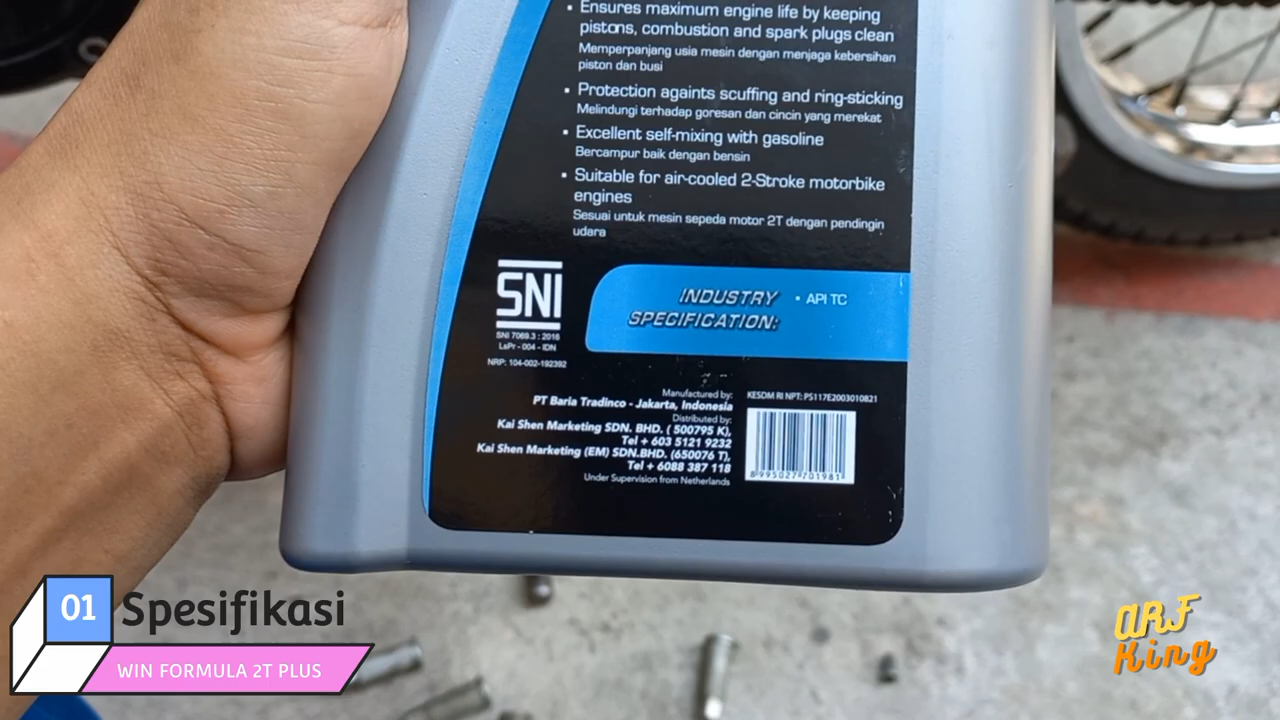 Ensures maximum engine life by keeping
pistons, combustion and spark plugs clean
Memperpanjang usia mesin dengan menjaga kebersihan
piston dan busi
Protection againts scuffing and ring-sticking
Melindungi terhadap goresan dan cincin yang merekat
Excellent self-mixing with gasoline
Bercampur baik dengan bensin
Suitable for air-cooled 2-Stroke motorbike
engines
Sesuai untuk mesin sepeda motor 2T dengan pendingin
udara
SNI
SNI 7069.3 : 2016
LsPr - 004 - IDN
NRP: 104-002-192392
INDUSTRY
SPECIFICATION:
• API TC
Manufactured by:
PT Baria Tradinco - Jakarta, Indonesia
Distributed by:
Kai Shen Marketing SDN. BHD. ( 500795 K),
Tel + 603 5121 9232
Kai Shen Marketing (EM) SDN.BHD. (650076 T),
Tel + 6088 387 118
Under Supervision from Netherlands
KESDM RI NPT: PS117E2003010821
8 995027 701981
01 Spesifikasi
WIN FORMULA 2T PLUS
ARF
King